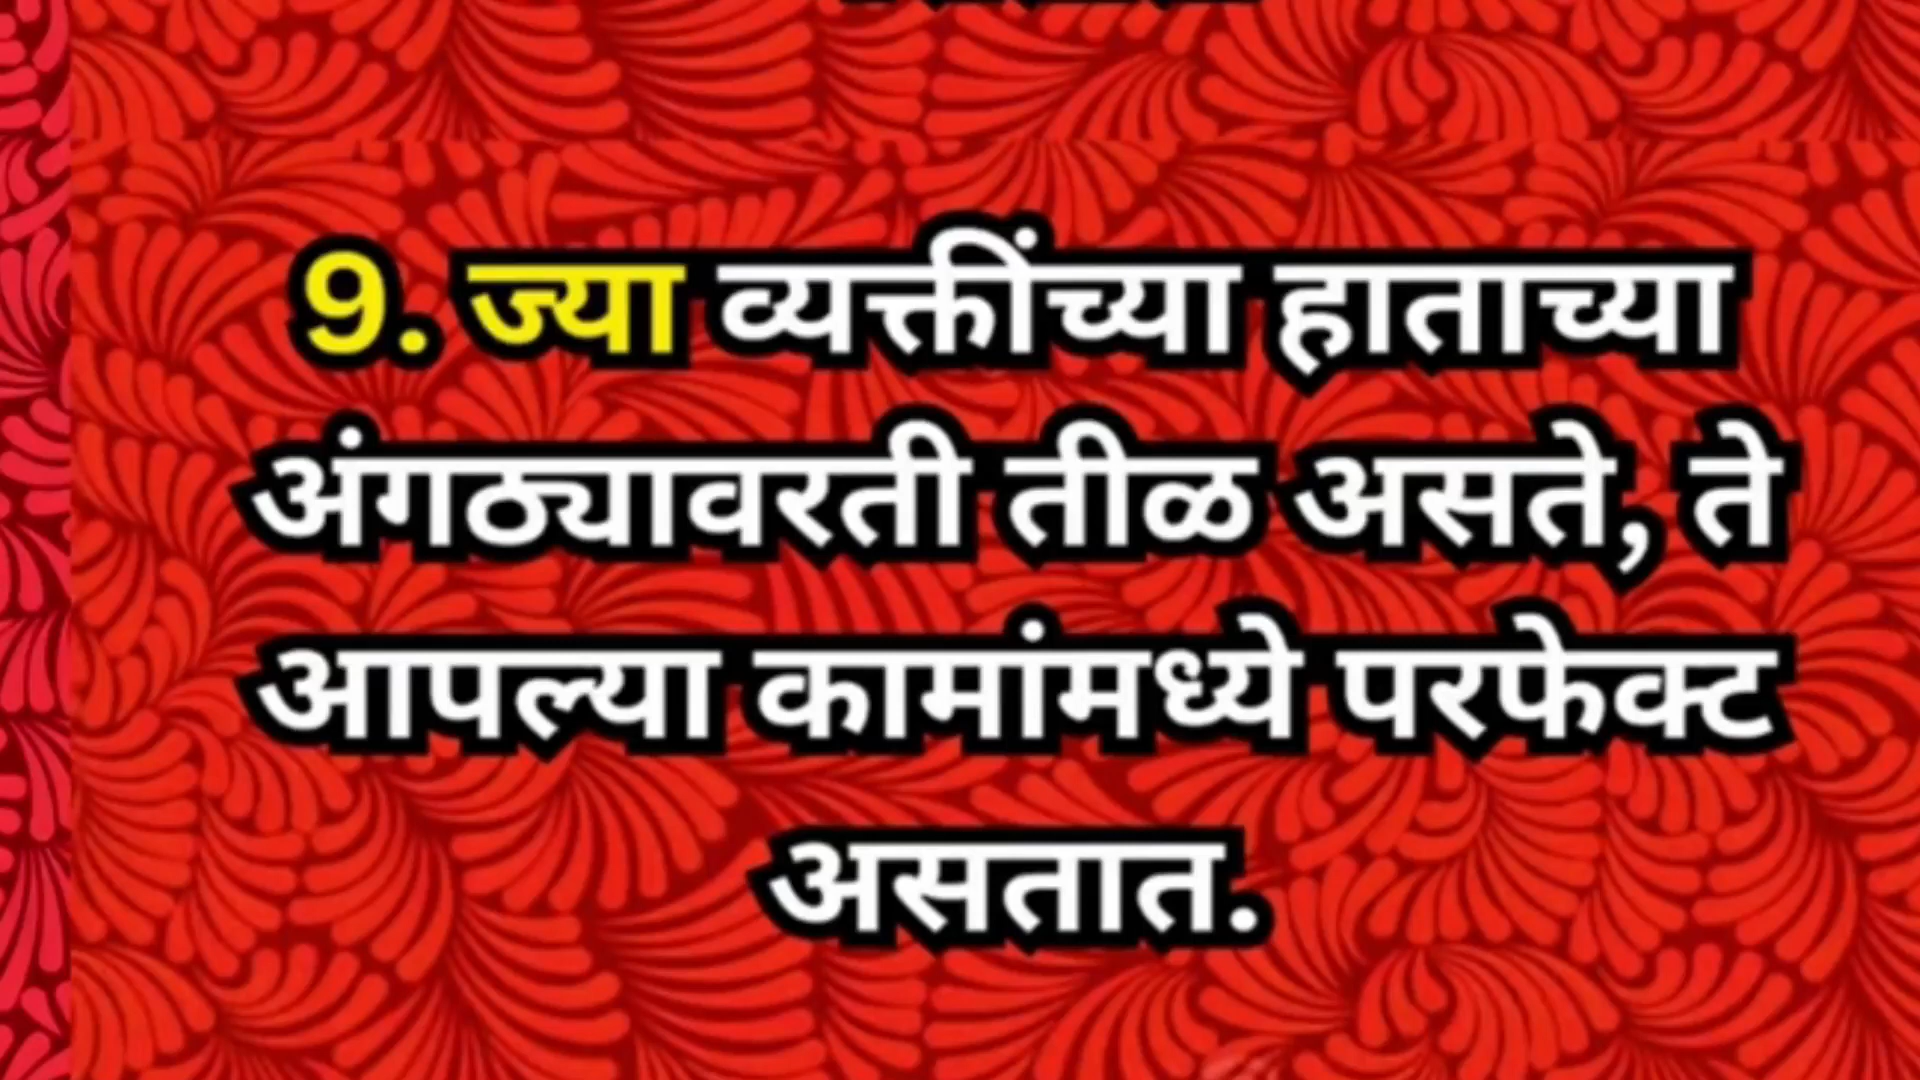 9. ज्या व्यक्तींच्या हाताच्या
अंगठ्यावरती तीळ असते, ते
आपल्या कामांमध्ये परफेक्ट
असतात.